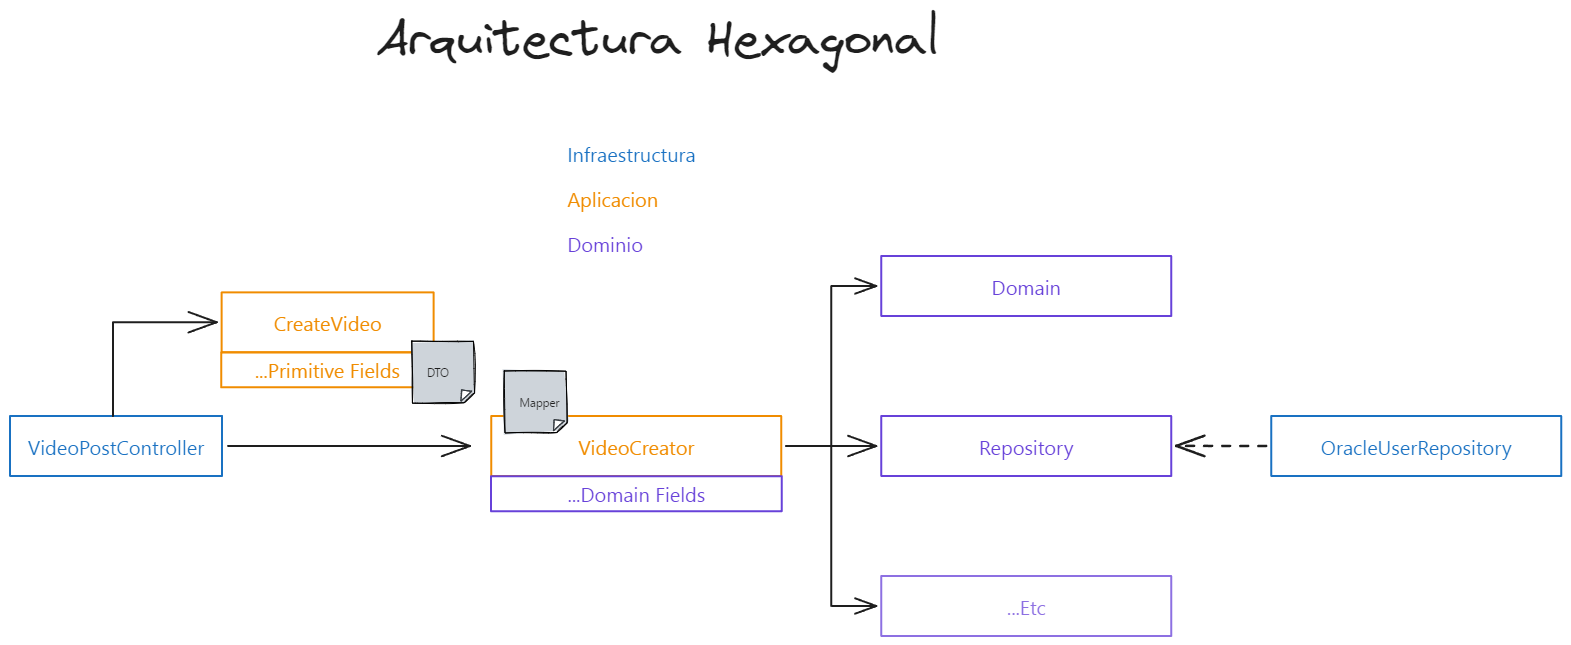 Arquitectura Hexagonal
Infraestructura
Aplicacion
Dominio
Domain
CreateVideo
...Primitive Fields
DTO
Mapper
VideoPostController
VideoCreator
...Domain Fields
Repository
OracleUserRepository
...Etc